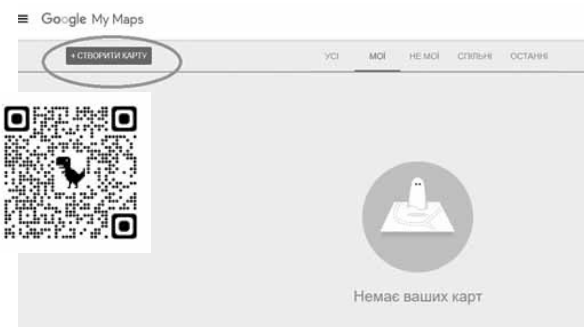 Google My Maps
+ СТВОРИТИ КАРТУ
УСІ МОЇ НЕ МОЇ СПІЛЬНІ ОСТАННІ
Немає ваших карт